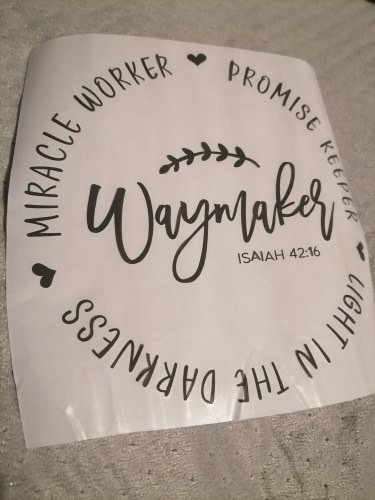 MIRACLE WORKER
PROMISE KEEPER
LIGHT IN THE DARKNESS
Waymaker
ISAIAH 42:16